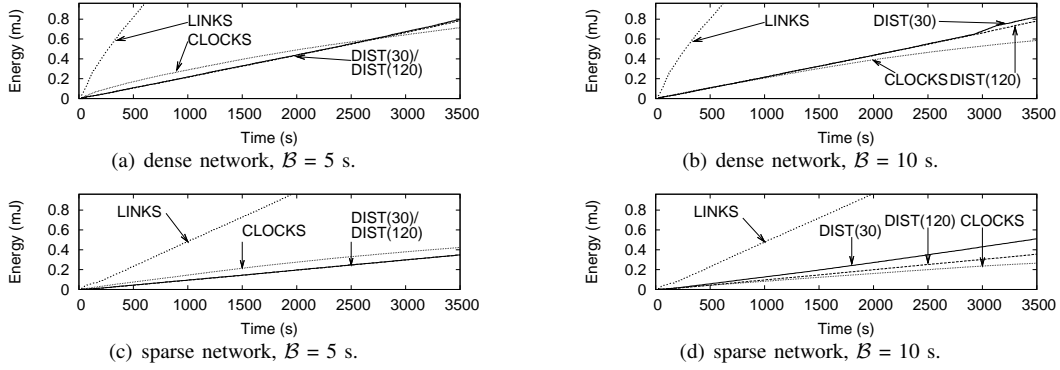 Energy (mJ)
0.8
0.6
0.4
0.2
0
LINKS
CLOCKS
DIST(30)/
DIST(120)
0 500 1000 1500 2000 2500 3000 3500
Time (s)
(a) dense network, B = 5 s.
Energy (mJ)
0.8
0.6
0.4
0.2
0
LINKS
DIST(30)
CLOCKS DIST(120)
0 500 1000 1500 2000 2500 3000 3500
Time (s)
(b) dense network, B = 10 s.
Energy (mJ)
0.8
0.6
0.4
0.2
0
LINKS
CLOCKS
DIST(30)/
DIST(120)
0 500 1000 1500 2000 2500 3000 3500
Time (s)
(c) sparse network, B = 5 s.
Energy (mJ)
0.8
0.6
0.4
0.2
0
LINKS
DIST(30)
DIST(120) CLOCKS
0 500 1000 1500 2000 2500 3000 3500
Time (s)
(d) sparse network, B = 10 s.